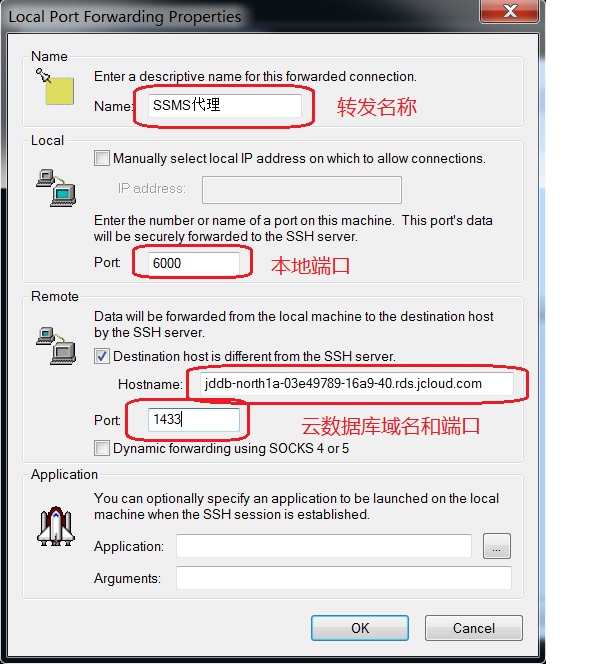 Local Port Forwarding Properties
Name
Enter a descriptive name for this forwarded connection.
Name: SSMS代理
转发名称
Local
Manually select local IP address on which to allow connections.
IP address:
Enter the number or name of a port on this machine. This port's data
will be securely forwarded to the SSH server.
Port: 6000
本地端口
Remote
Data will be forwarded from the local machine to the destination host
by the SSH server.
Destination host is different from the SSH server.
Hostname: jddb-north1a-03e49789-16a9-40.rds.jcloud.com
Port: 1433
云数据库域名和端口
Dynamic forwarding using SOCKS 4 or 5
Application
You can optionally specify an application to be launched on the local
machine when the SSH session is established.
Application:
...
Arguments:
OK
Cancel